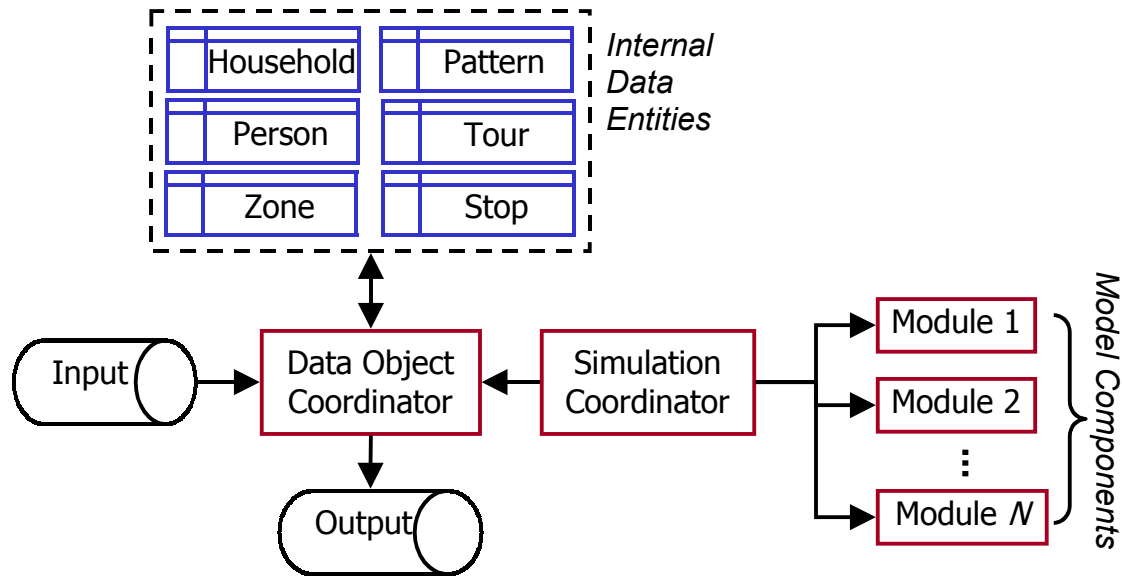 Household
Pattern
Internal
Data
Entities
Person
Tour
Zone
Stop
Input
Data Object
Coordinator
Simulation
Coordinator
Module 1
Module 2
...
Module N
Model Components
Output